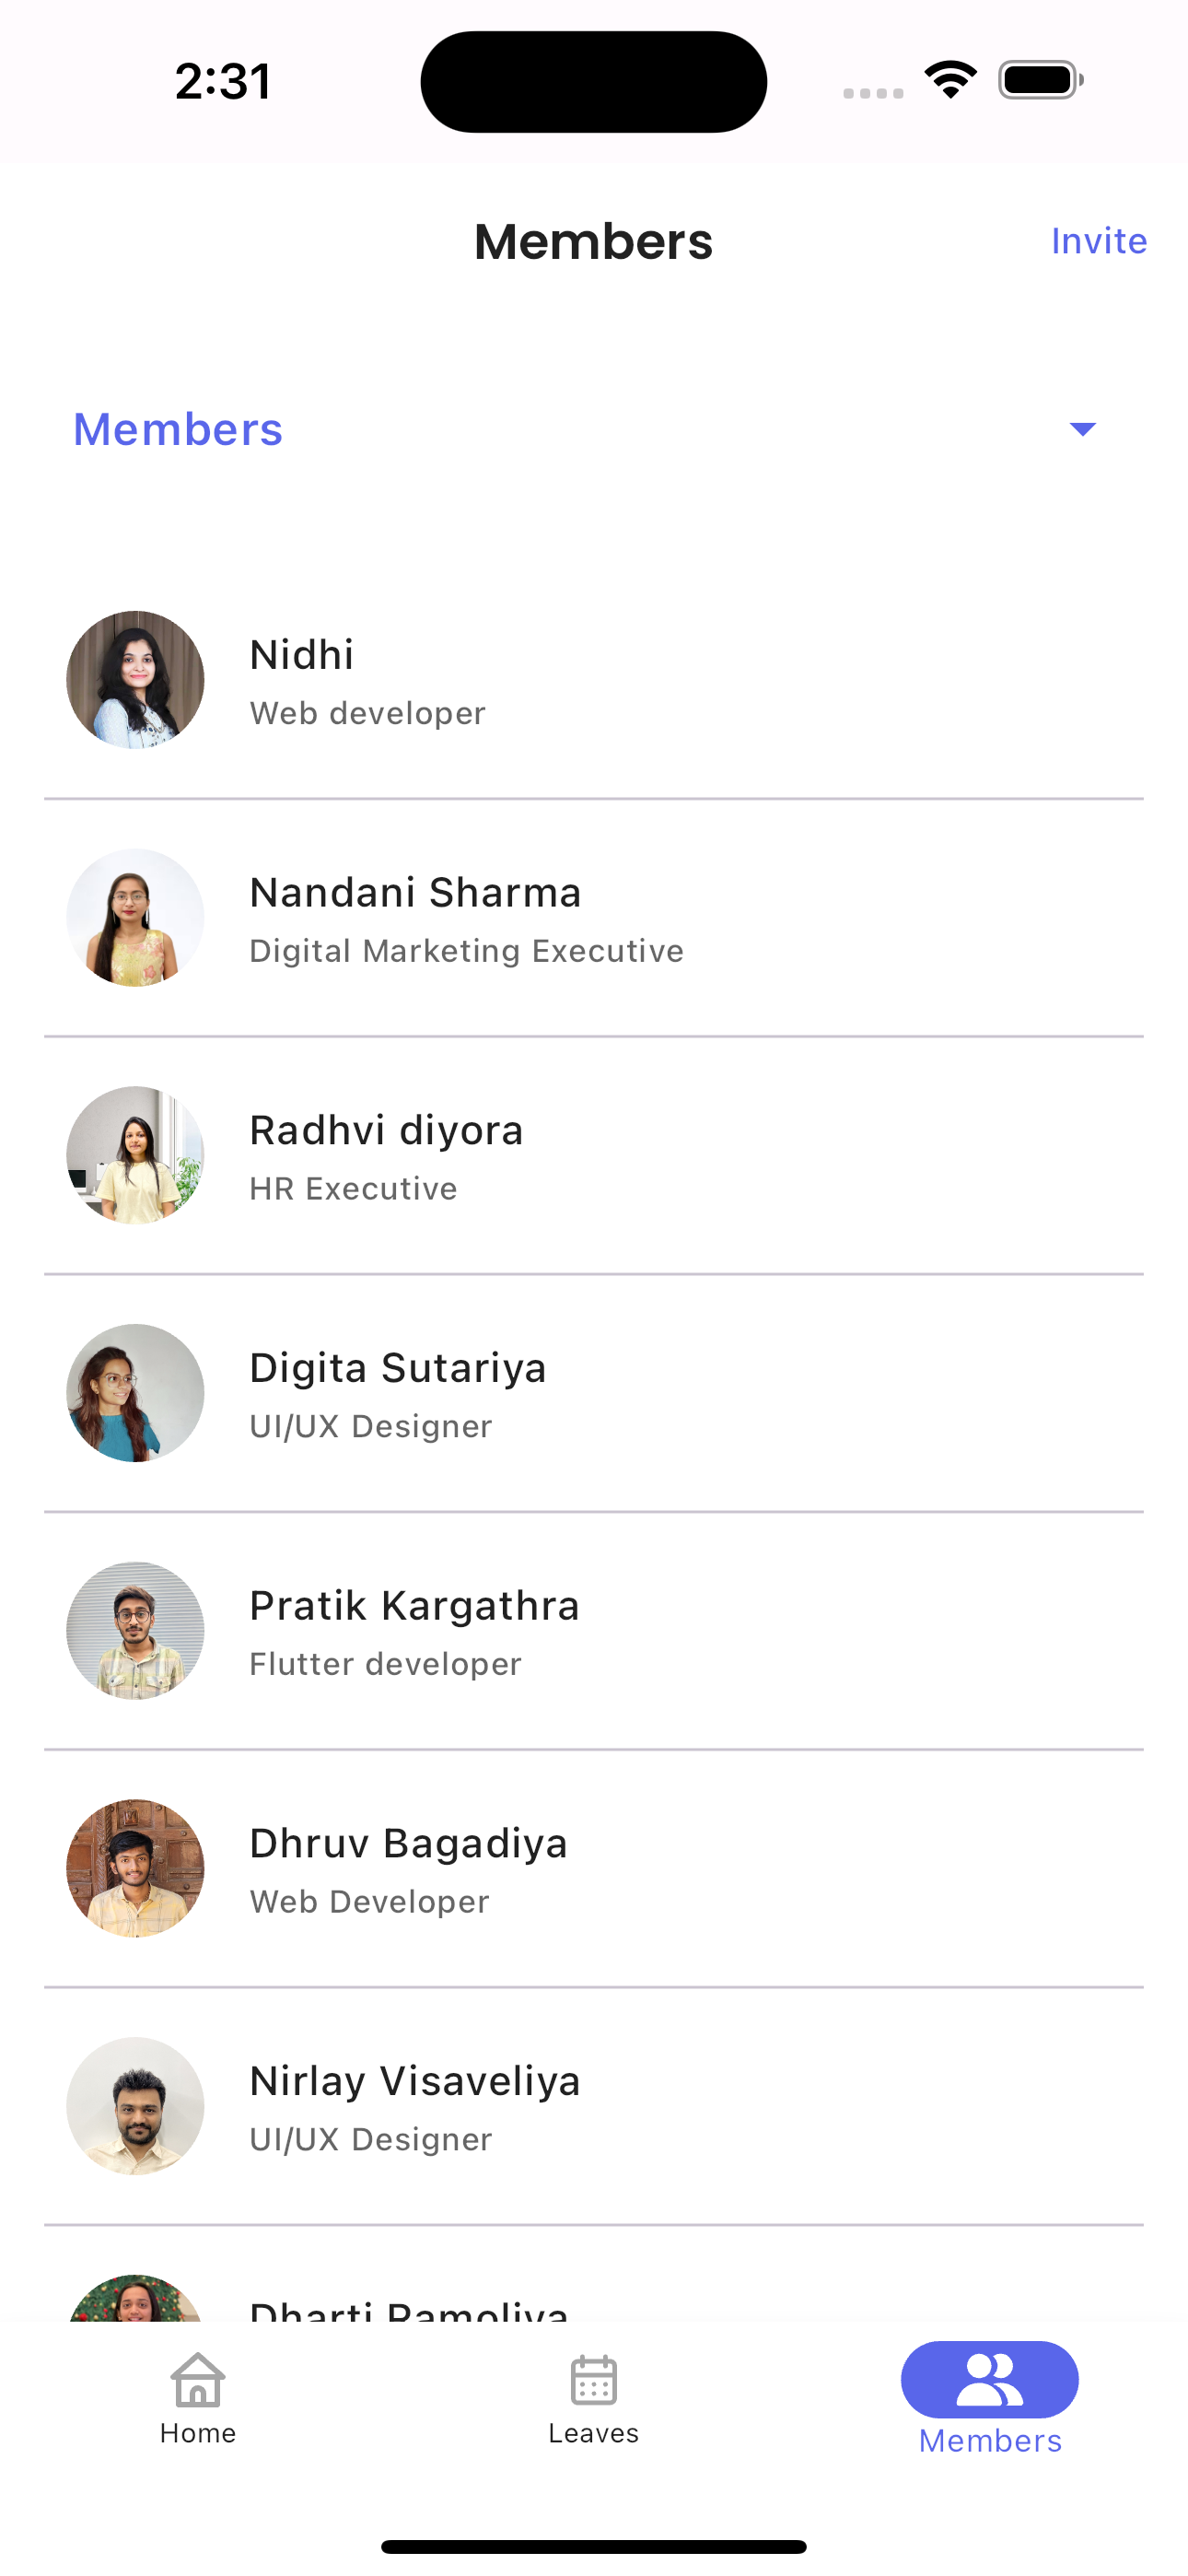 2:31
Members
Invite
Members
Nidhi
Web developer
Nandani Sharma
Digital Marketing Executive
Radhvi diyora
HR Executive
Digita Sutariya
UI/UX Designer
Pratik Kargathra
Flutter developer
Dhruv Bagadiya
Web Developer
Nirlay Visaveliya
UI/UX Designer
Dharti Ramoliya
Home
Leaves
Members